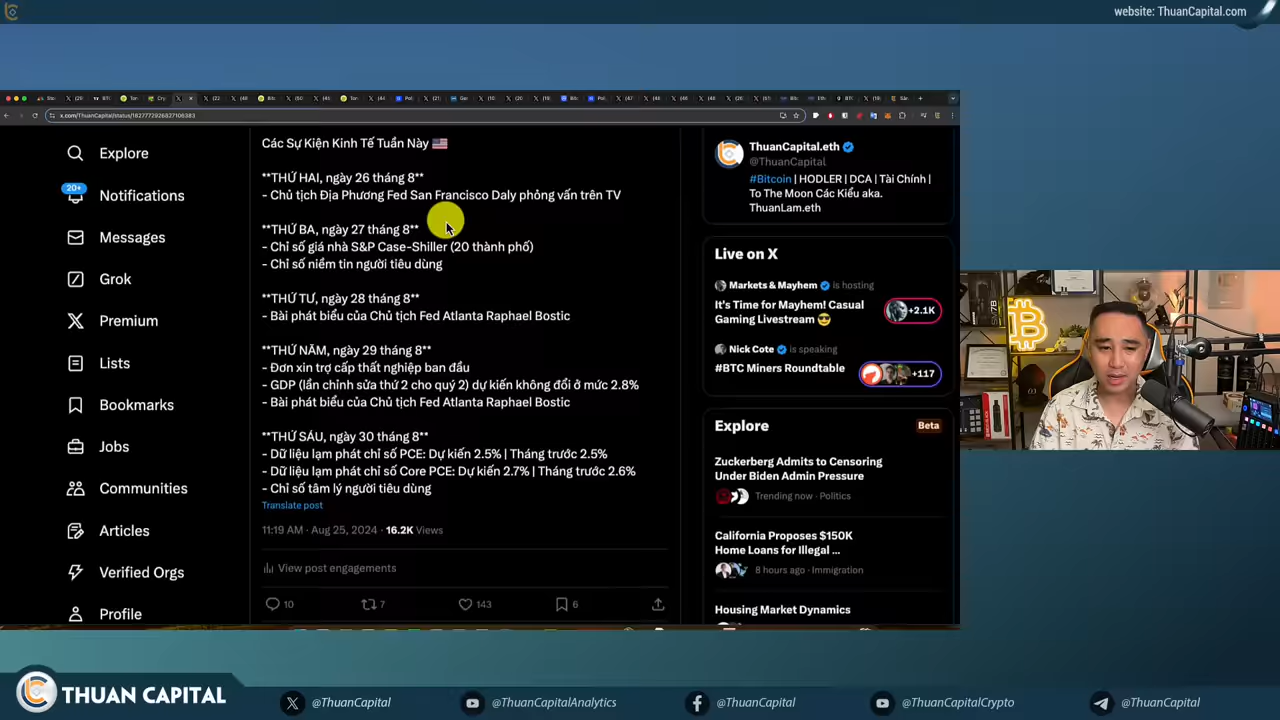 website: ThuanCapital.com
x.com/ThuanCapital/status/1827772926827106383
Explore
20+
Notifications
Messages
Grok
Premium
Lists
Bookmarks
Jobs
Communities
Articles
Verified Orgs
Profile
Các Sự Kiện Kinh Tế Tuần Này 🇺🇸
**THỨ HAI, ngày 26 tháng 8**
- Chủ tịch Địa Phương Fed San Francisco Daly phỏng vấn trên TV
**THỨ BA, ngày 27 tháng 8**
- Chỉ số giá nhà S&P Case-Shiller (20 thành phố)
- Chỉ số niềm tin người tiêu dùng
**THỨ TƯ, ngày 28 tháng 8**
- Bài phát biểu của Chủ tịch Fed Atlanta Raphael Bostic
**THỨ NĂM, ngày 29 tháng 8**
- Đơn xin trợ cấp thất nghiệp ban đầu
- GDP (lần chỉnh sửa thứ 2 cho quý 2) dự kiến không đổi ở mức 2.8%
- Bài phát biểu của Chủ tịch Fed Atlanta Raphael Bostic
**THỨ SÁU, ngày 30 tháng 8**
- Dữ liệu lạm phát chỉ số PCE: Dự kiến 2.5% | Tháng trước 2.5%
- Dữ liệu lạm phát chỉ số Core PCE: Dự kiến 2.7% | Tháng trước 2.6%
- Chỉ số tâm lý người tiêu dùng
Translate post
11:19 AM · Aug 25, 2024 · 16.2K Views
View post engagements
10
7
143
6
ThuanCapital.eth
@ThuanCapital
#Bitcoin | HODLER | DCA | Tài Chính |
To The Moon Các Kiểu aka.
ThuanLam.eth
Live on X
Markets & Mayhem is hosting
It's Time for Mayhem! Casual
Gaming Livestream 😎
+2.1K
Nick Cote is speaking
#BTC Miners Roundtable
+117
Explore
Beta
Zuckerberg Admits to Censoring
Under Biden Admin Pressure
Trending now · Politics
California Proposes $150K
Home Loans for Illegal ...
8 hours ago · Immigration
Housing Market Dynamics
THUAN CAPITAL
@ThuanCapital
@ThuanCapitalAnalytics
@ThuanCapital
@ThuanCapitalCrypto
@ThuanCapital